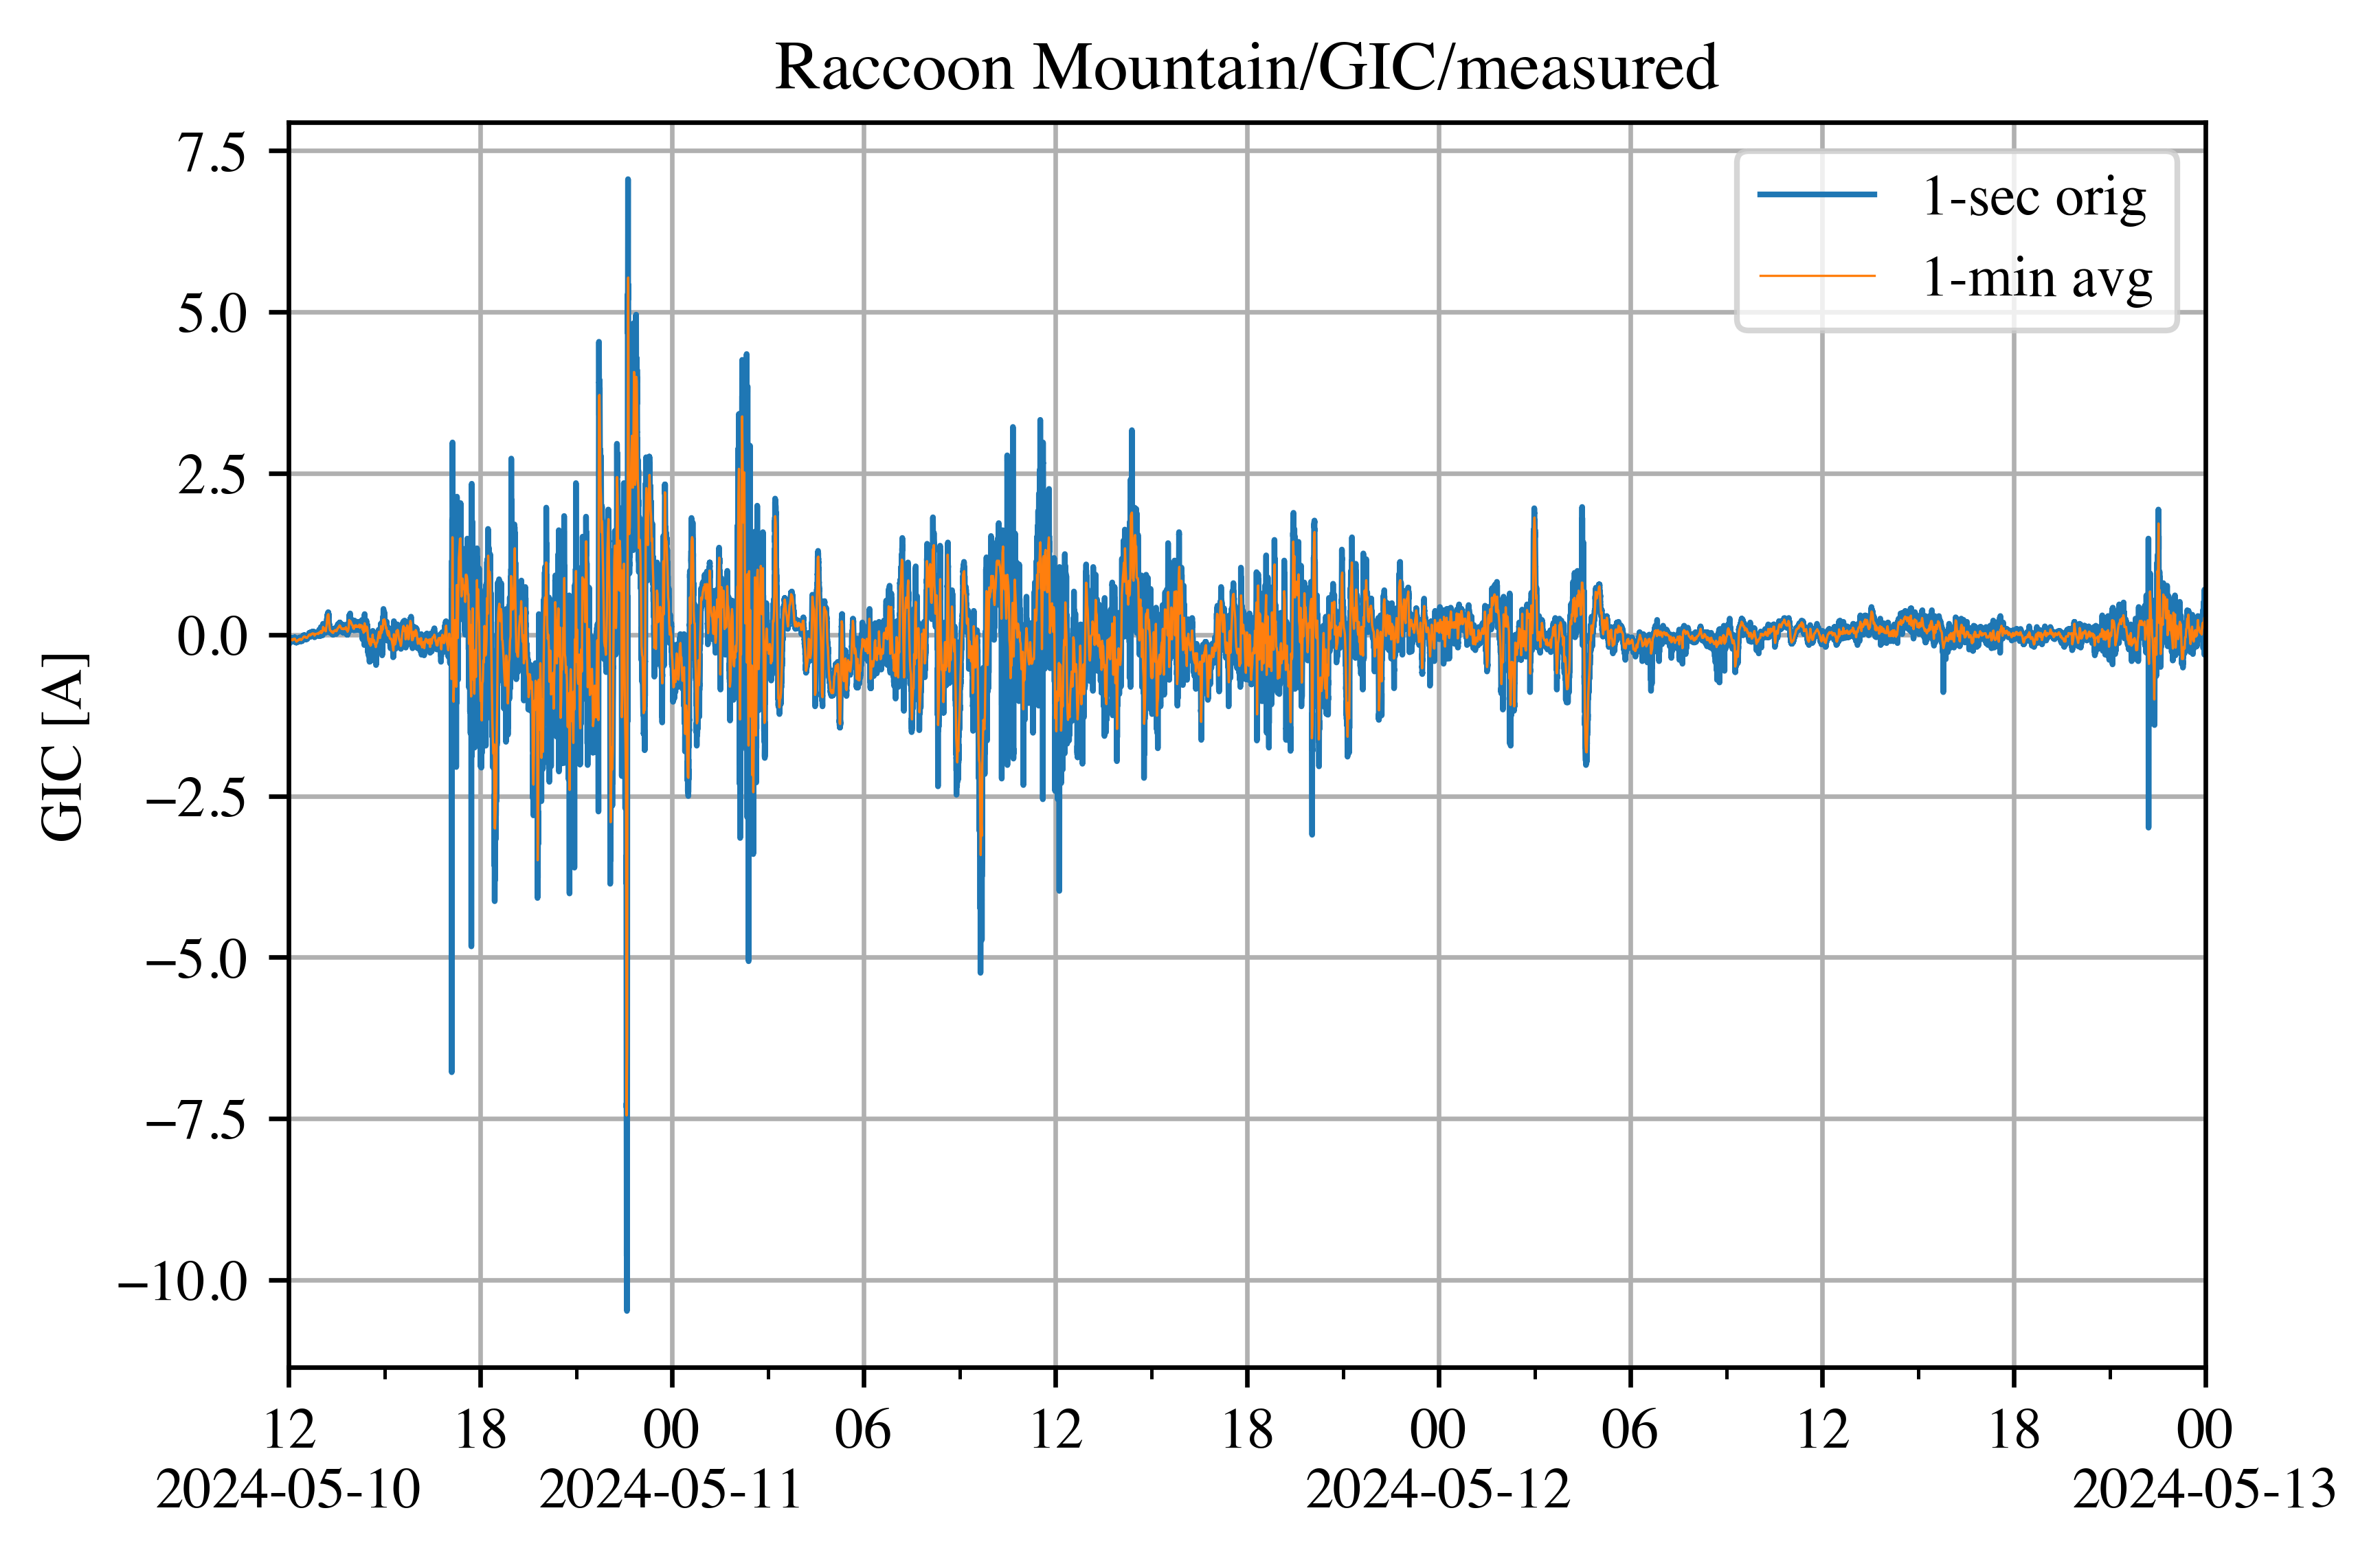 Raccoon Mountain/GIC/measured
1-sec orig
1-min avg
GIC [A]
7.5
5.0
2.5
0.0
−2.5
−5.0
−7.5
−10.0
12 18 00 06 12 18 00 06 12 18 00
2024-05-10 2024-05-11 2024-05-12 2024-05-13